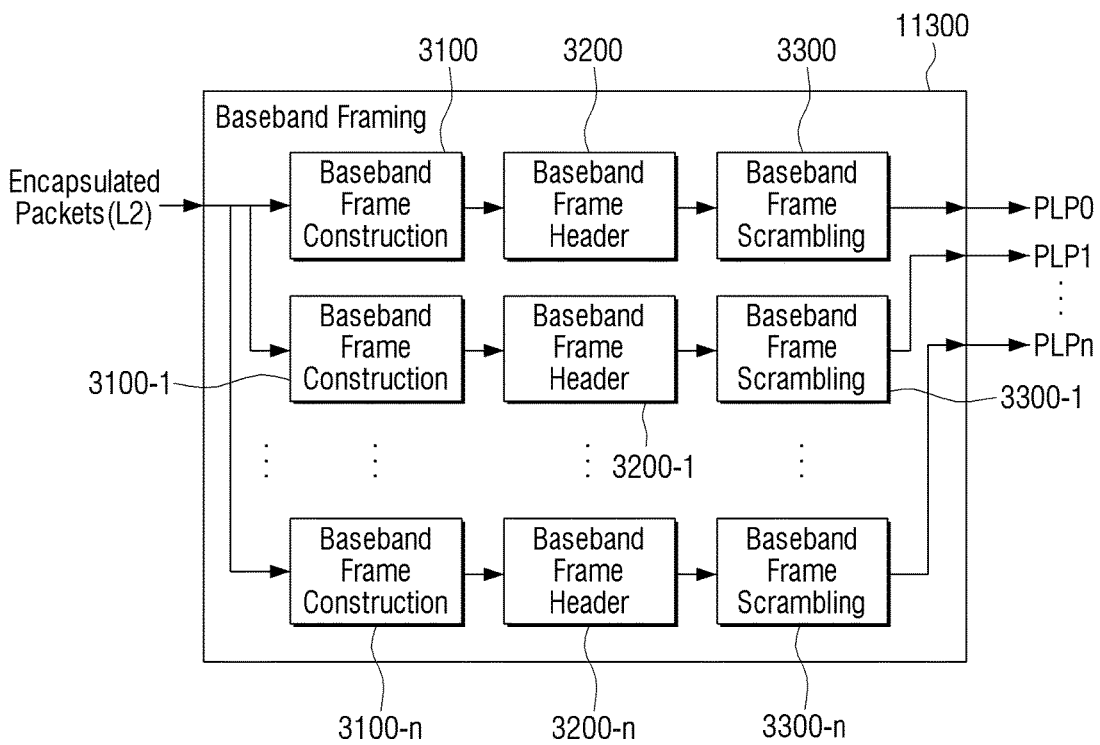 11300
3100
3200
3300
Baseband Framing
Encapsulated
Packets(L2)
Baseband
Frame
Construction
Baseband
Frame
Header
Baseband
Frame
Scrambling
PLP0
PLP1
PLPn
Baseband
Frame
Construction
Baseband
Frame
Header
Baseband
Frame
Scrambling
3100-1
3200-1
3300-1
Baseband
Frame
Construction
Baseband
Frame
Header
Baseband
Frame
Scrambling
3100-n
3200-n
3300-n